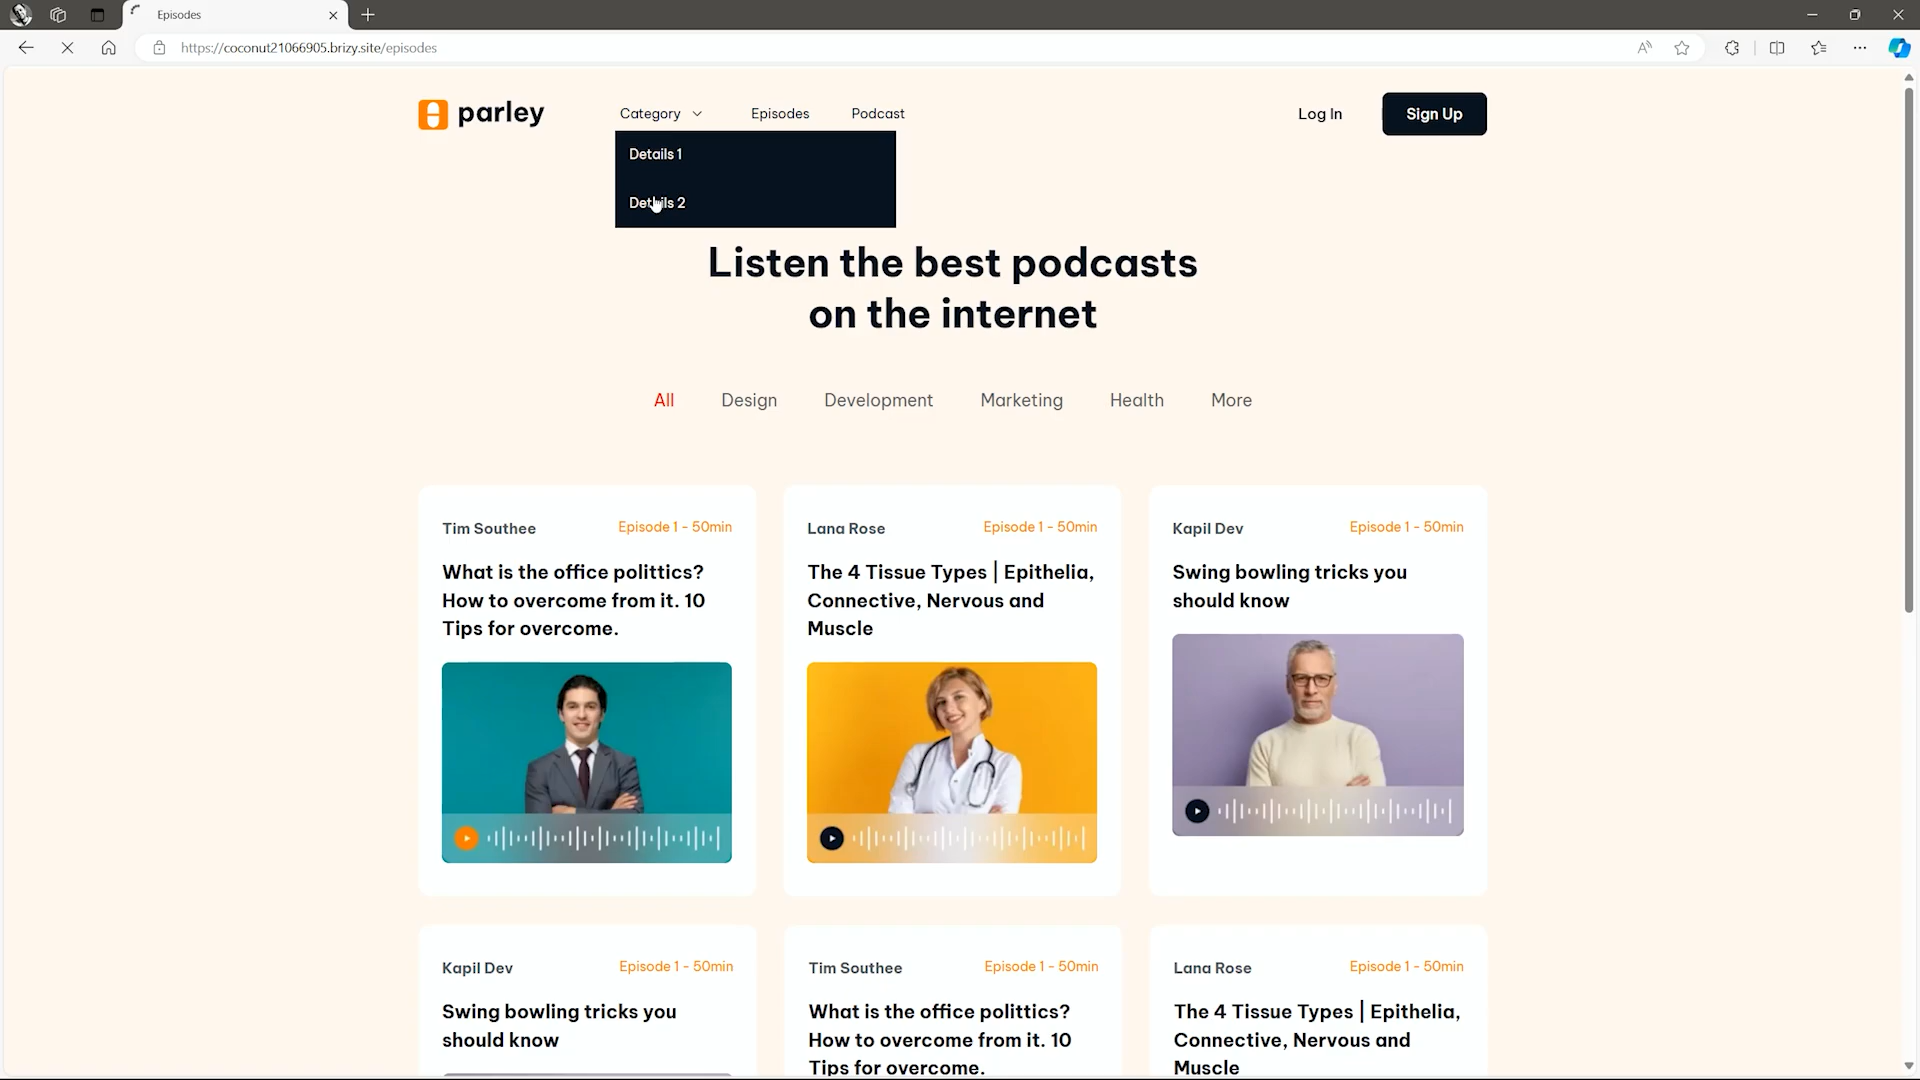 Episodes
https://coconut21066905.brizy.site/episodes
parley
Category
Episodes
Podcast
Log In
Sign Up
Details 1
Details 2
Listen the best podcasts
on the internet
All
Design
Development
Marketing
Health
More
Tim Southee
Episode 1 - 50min
What is the office polittics?
How to overcome from it. 10
Tips for overcome.
Lana Rose
Episode 1 - 50min
The 4 Tissue Types | Epithelia,
Connective, Nervous and
Muscle
Kapil Dev
Episode 1 - 50min
Swing bowling tricks you
should know
Kapil Dev
Episode 1 - 50min
Swing bowling tricks you
should know
Tim Southee
Episode 1 - 50min
What is the office polittics?
How to overcome from it. 10
Tips for overcome.
Lana Rose
Episode 1 - 50min
The 4 Tissue Types | Epithelia,
Connective, Nervous and
Muscle